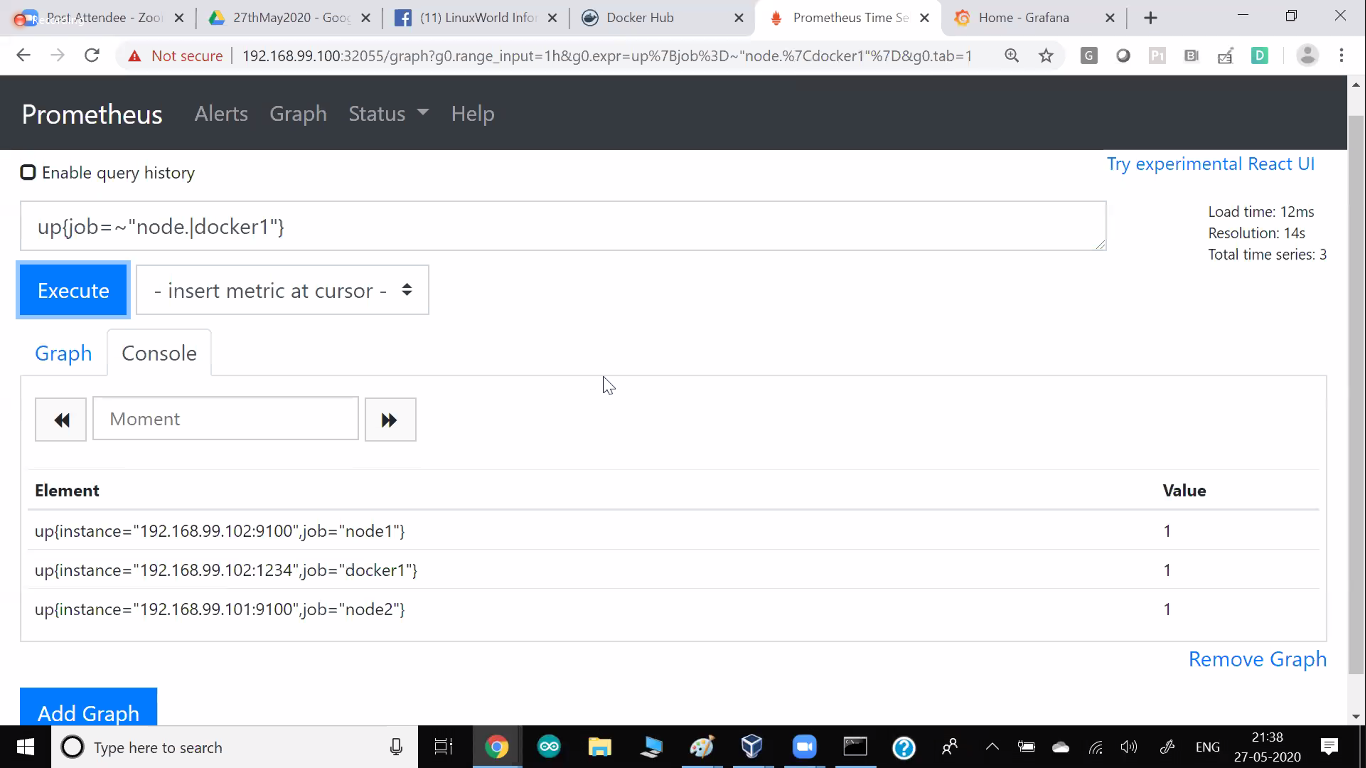 Post Attendee - Zoo
27thMay2020 - Goog
(11) LinuxWorld Info
Docker Hub
Prometheus Time Se
Home - Grafana
Not secure
192.168.99.100:32055/graph?g0.range_input=1h&g0.expr=up%7Bjob%3D~"node.%7Cdocker1"%7D&g0.tab=1
Prometheus Alerts Graph Status Help
Enable query history
Try experimental React UI
up{job=~"node.|docker1"}
Load time: 12ms
Resolution: 14s
Total time series: 3
Execute
- insert metric at cursor -
Graph
Console
Moment
Element Value
up{instance="192.168.99.102:9100",job="node1"} 1
up{instance="192.168.99.102:1234",job="docker1"} 1
up{instance="192.168.99.101:9100",job="node2"} 1
Remove Graph
Add Graph
Type here to search
ENG
21:38
27-05-2020